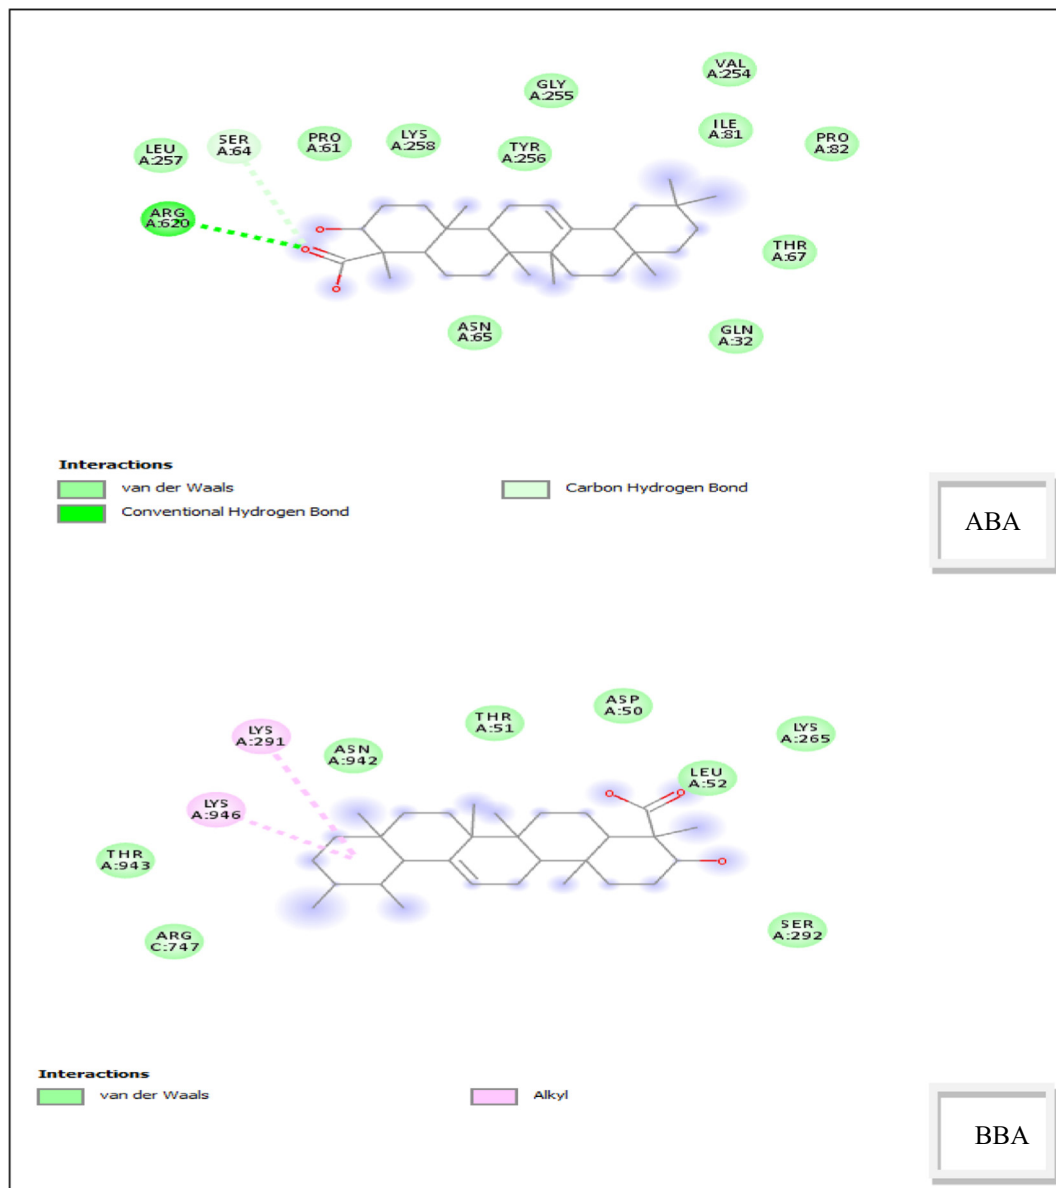 VAL
A:254
GLY
A:255
ILE
A:81
PRO
A:82
LYS
A:258
PRO
A:61
SER
A:64
LEU
A:257
TYR
A:256
ARG
A:620
THR
A:67
ASN
A:65
GLN
A:32
Interactions
van der Waals
Carbon Hydrogen Bond
Conventional Hydrogen Bond
ABA
ASP
A:50
THR
A:51
LYS
A:291
LYS
A:265
ASN
A:942
LEU
A:52
LYS
A:946
THR
A:943
SER
A:292
ARG
C:747
Interactions
van der Waals
Alkyl
BBA